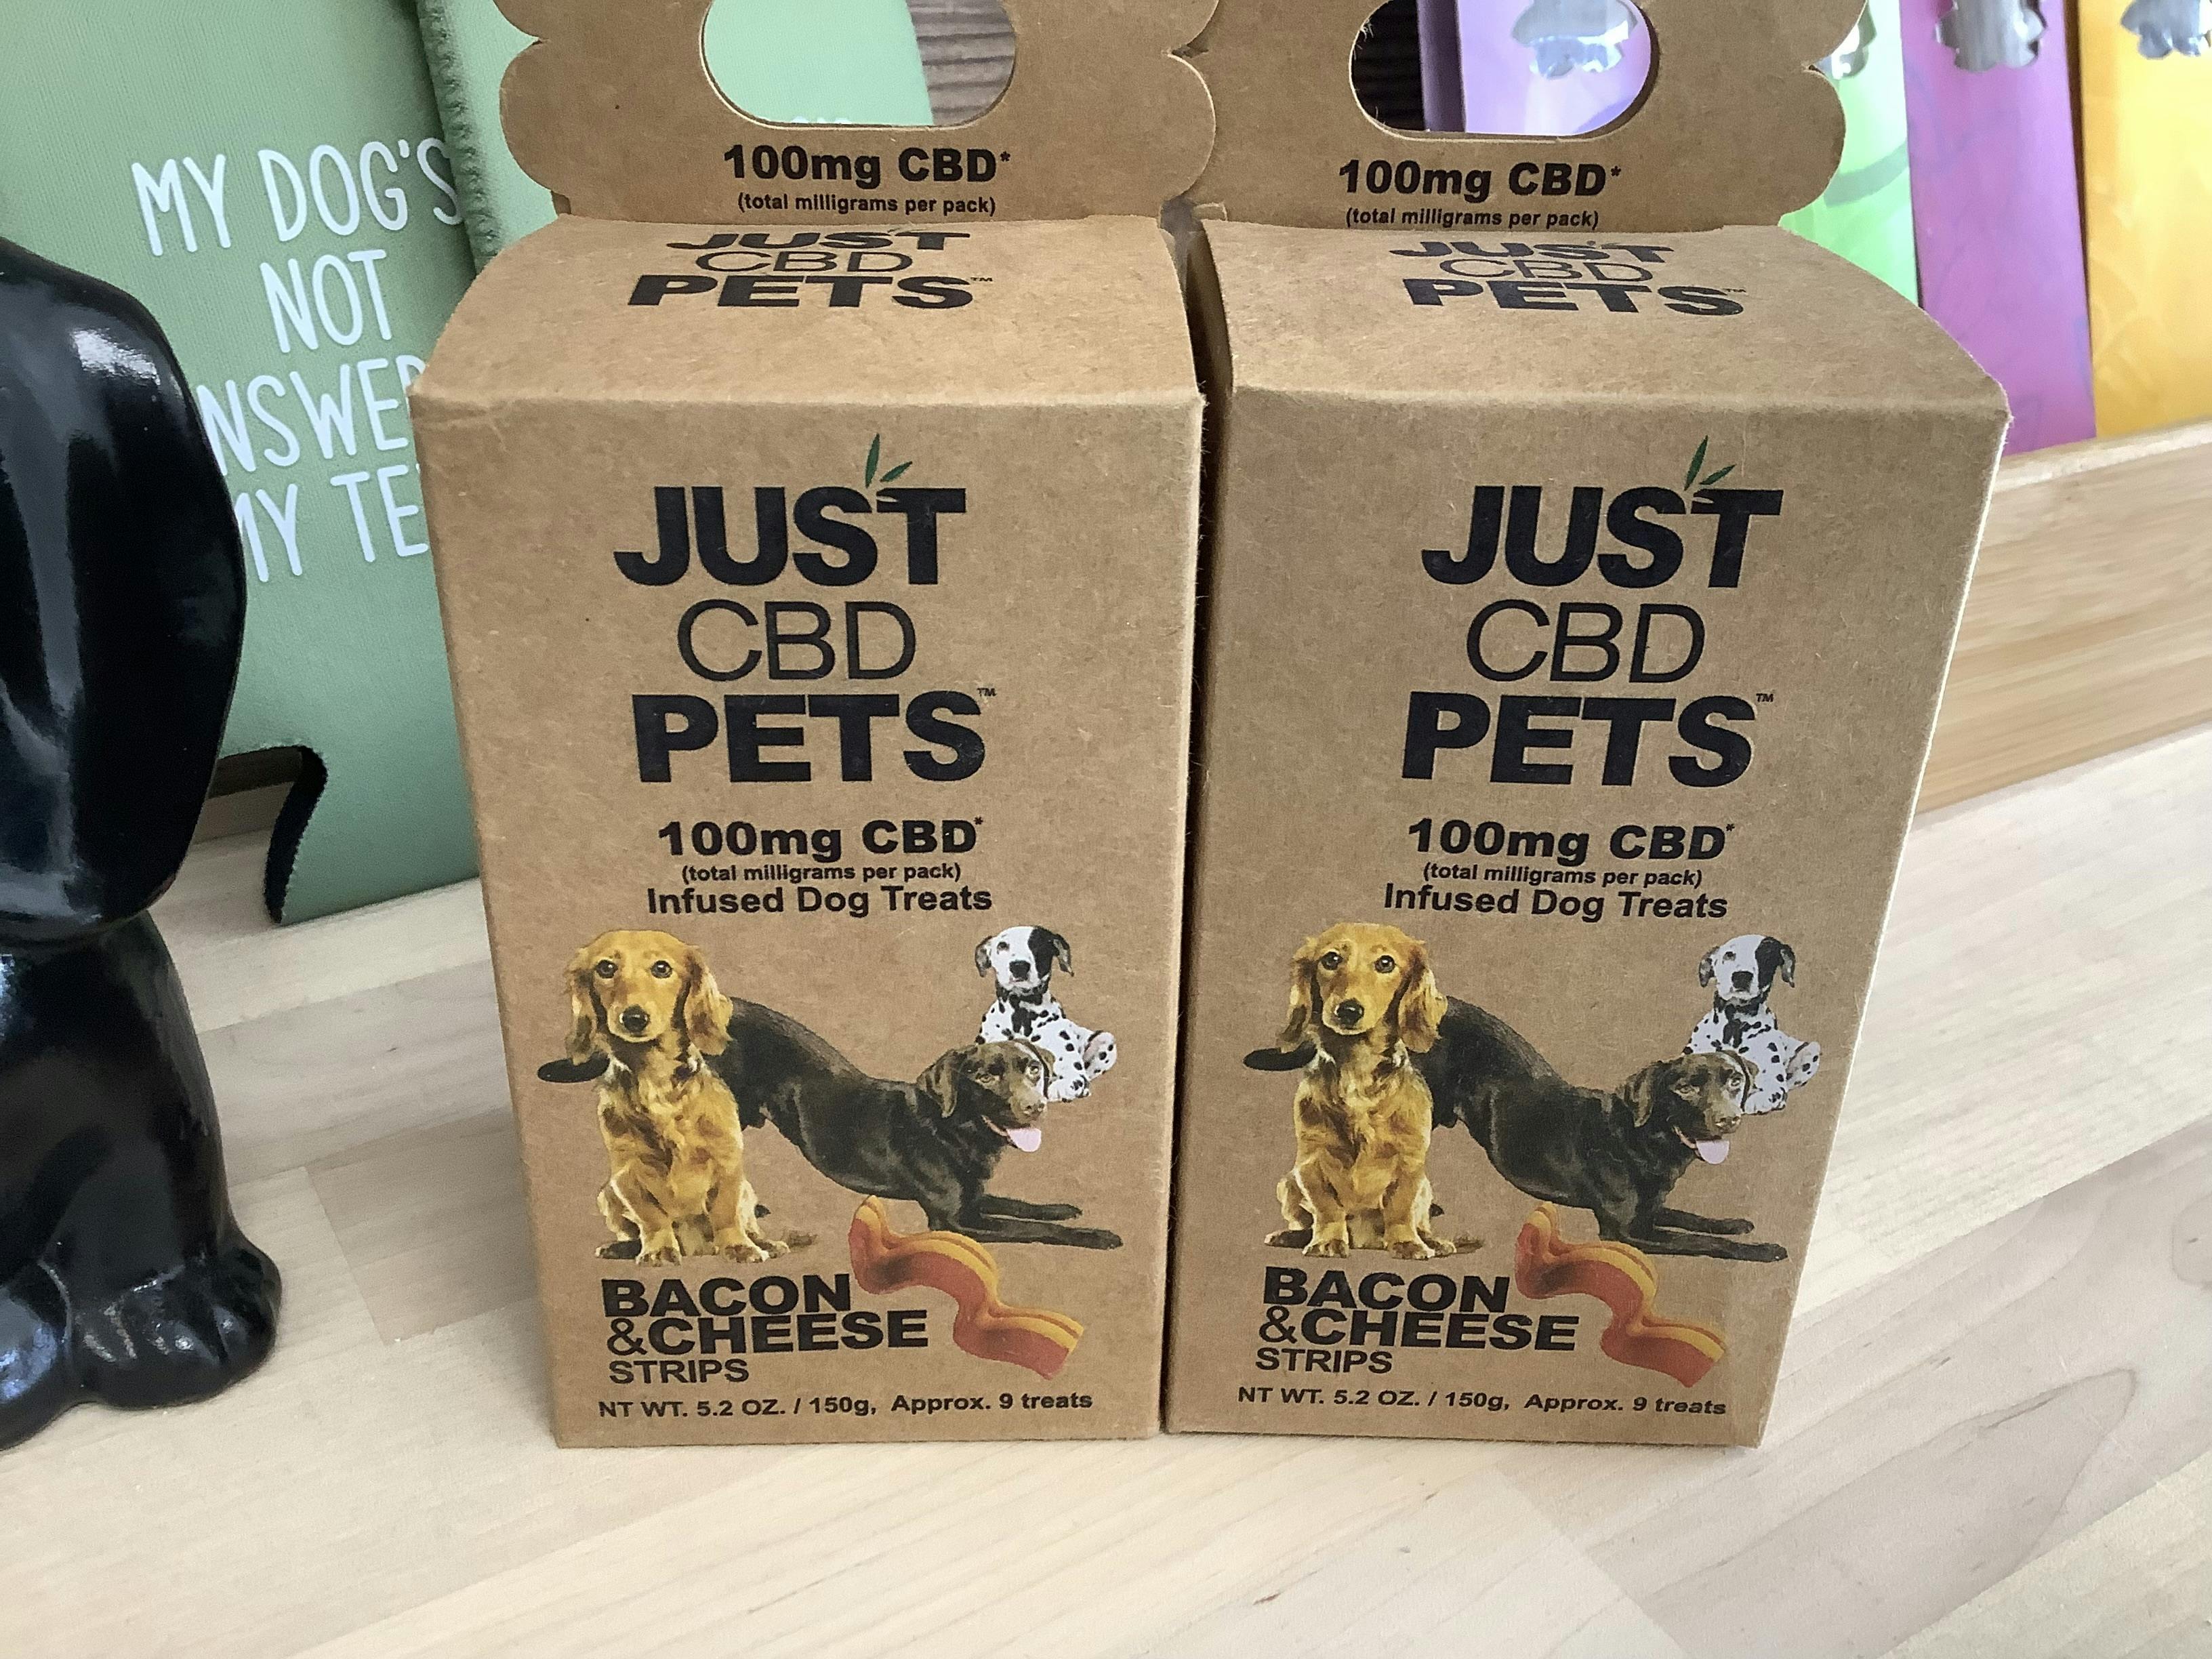 MY DOG'S
NOT
MY
100mg CBD*
(total milligrams per pack)
JUST
CBD
PETS™
JUST
CBD
PETS™
100mg CBD*
(total milligrams per pack)
Infused Dog Treats
BACON
&CHEESE
STRIPS
NT WT. 5.2 OZ. / 150g, Approx. 9 treats
100mg CBD*
(total milligrams per pack)
JUST
CBD
PETS™
JUST
CBD
PETS™
100mg CBD*
(total milligrams per pack)
Infused Dog Treats
BACON
&CHEESE
STRIPS
NT WT. 5.2 OZ. / 150g, Approx. 9 treats